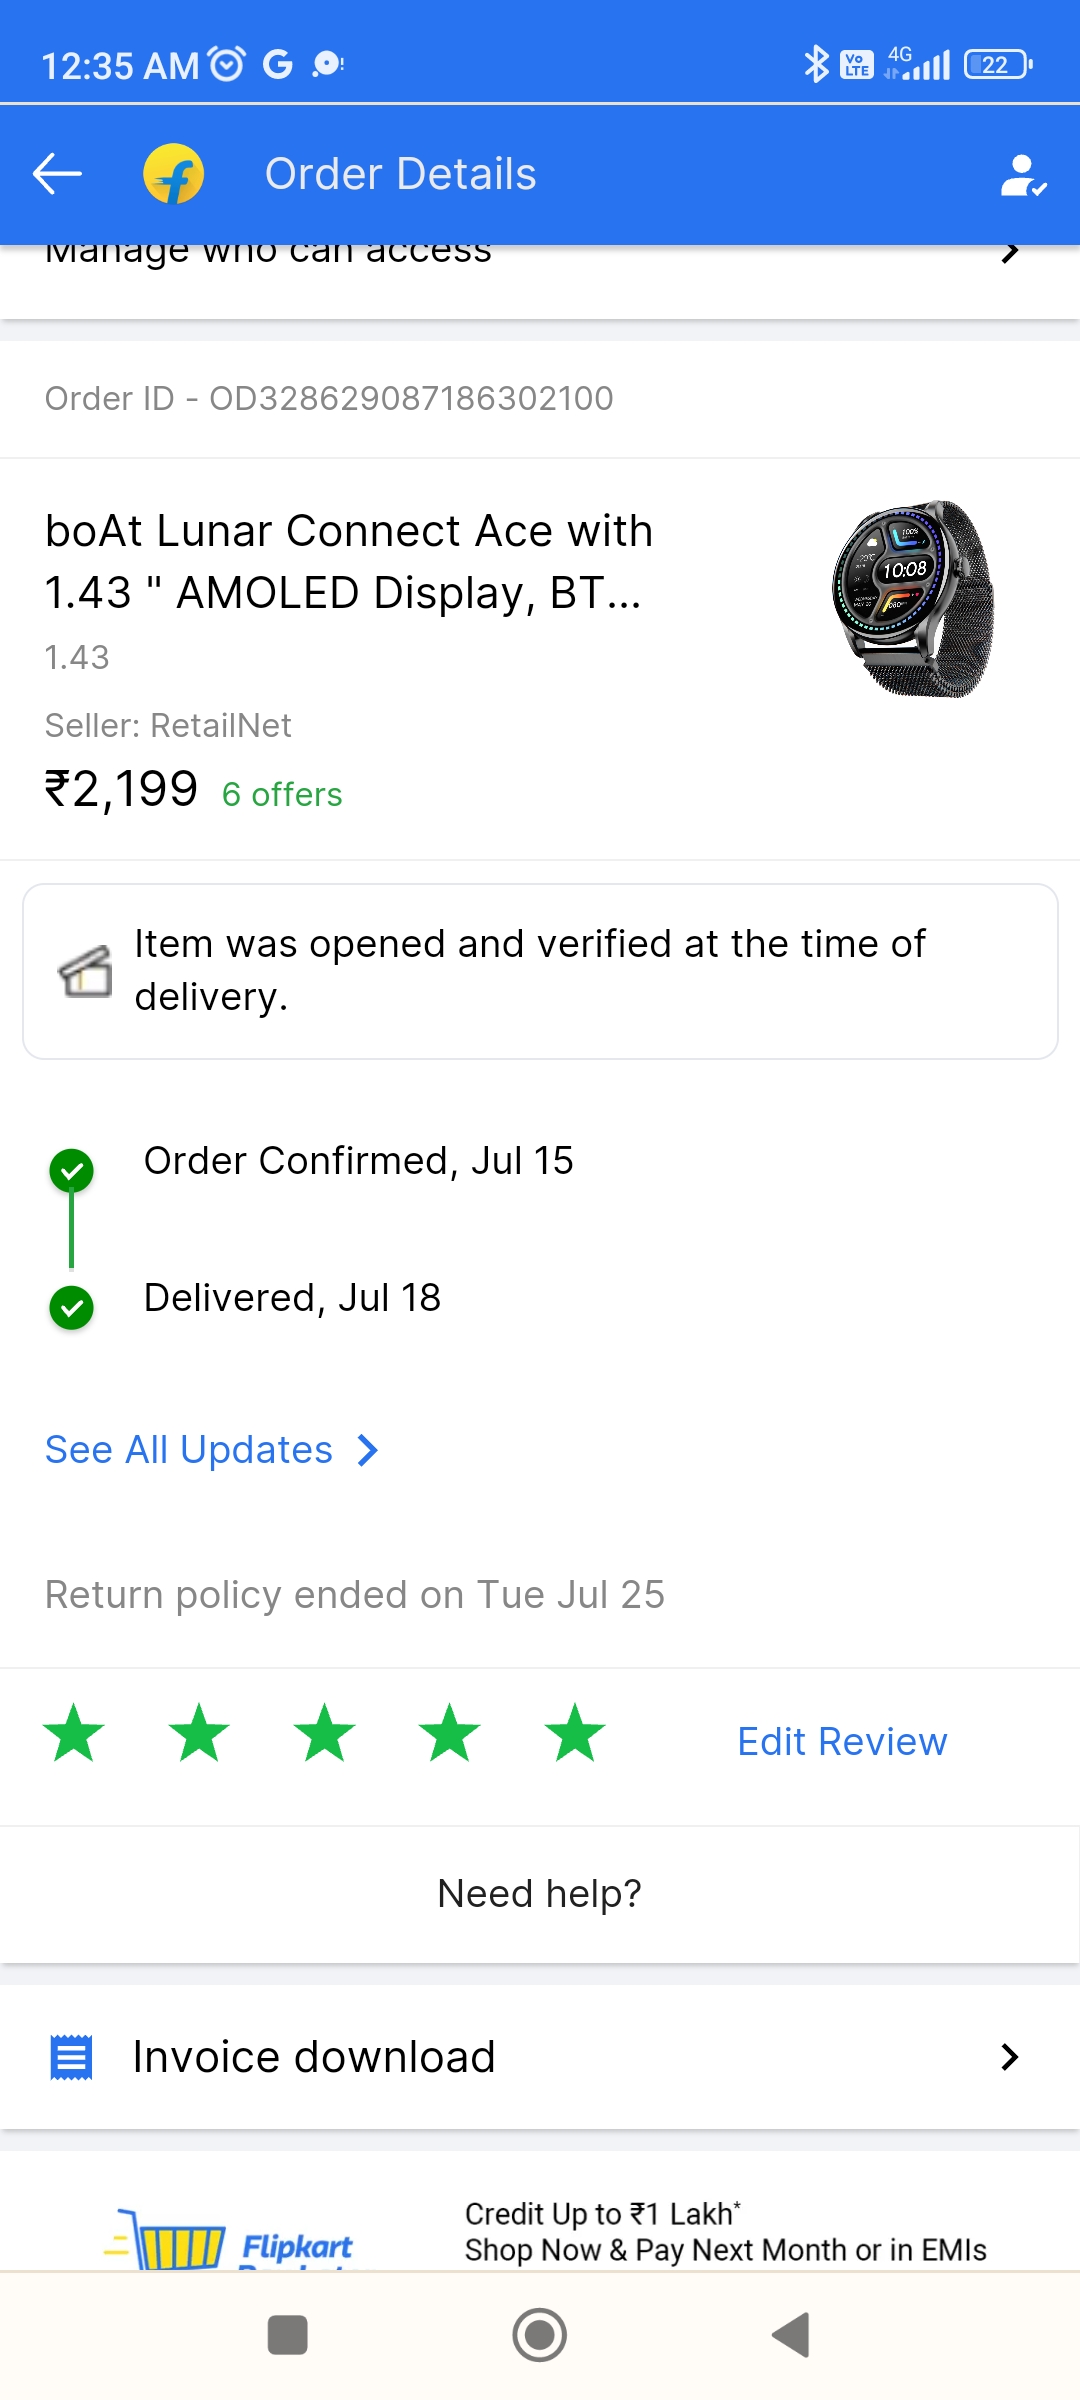 12:35 AM
4G
Vo
LTE
22
Order Details
Manage who can access
Order ID - OD328629087186302100
boAt Lunar Connect Ace with
1.43 " AMOLED Display, BT...
10:08
1.43
Seller: RetailNet
₹2,199 6 offers
Item was opened and verified at the time of
delivery.
Order Confirmed, Jul 15
Delivered, Jul 18
See All Updates
Return policy ended on Tue Jul 25
Edit Review
Need help?
Invoice download
Credit Up to ₹1 Lakh*
Flipkart
Shop Now & Pay Next Month or in EMIs